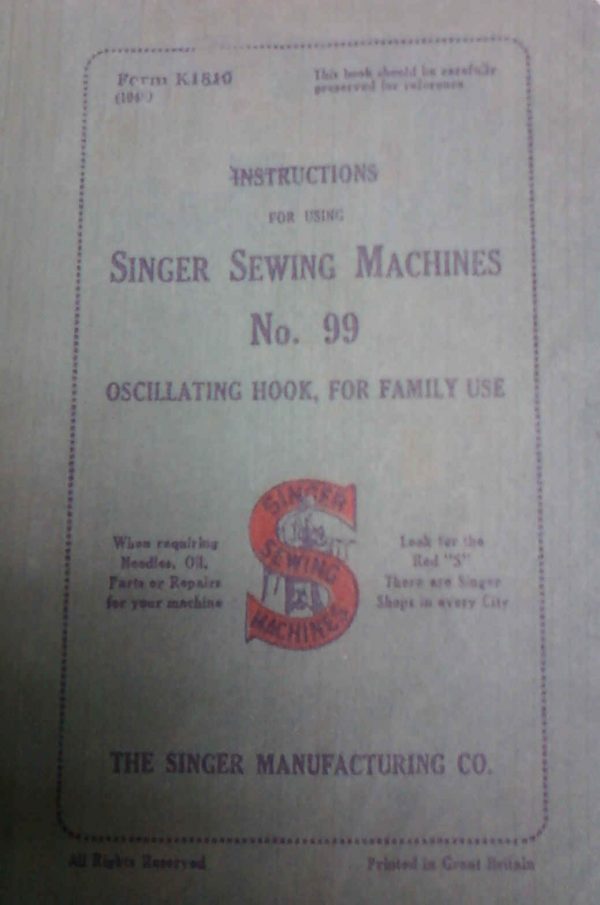 Form K1810
This book should be carefully
preserved for reference
INSTRUCTIONS
FOR USING
SINGER SEWING MACHINES
No. 99
OSCILLATING HOOK, FOR FAMILY USE
SINGER
SEWING
MACHINES
When requiring
Needles, Oil,
Parts or Repairs
for your machine
Look for the
Red "S"
There are Singer
Shops in every City
THE SINGER MANUFACTURING CO.
All Rights Reserved
Printed in Great Britain